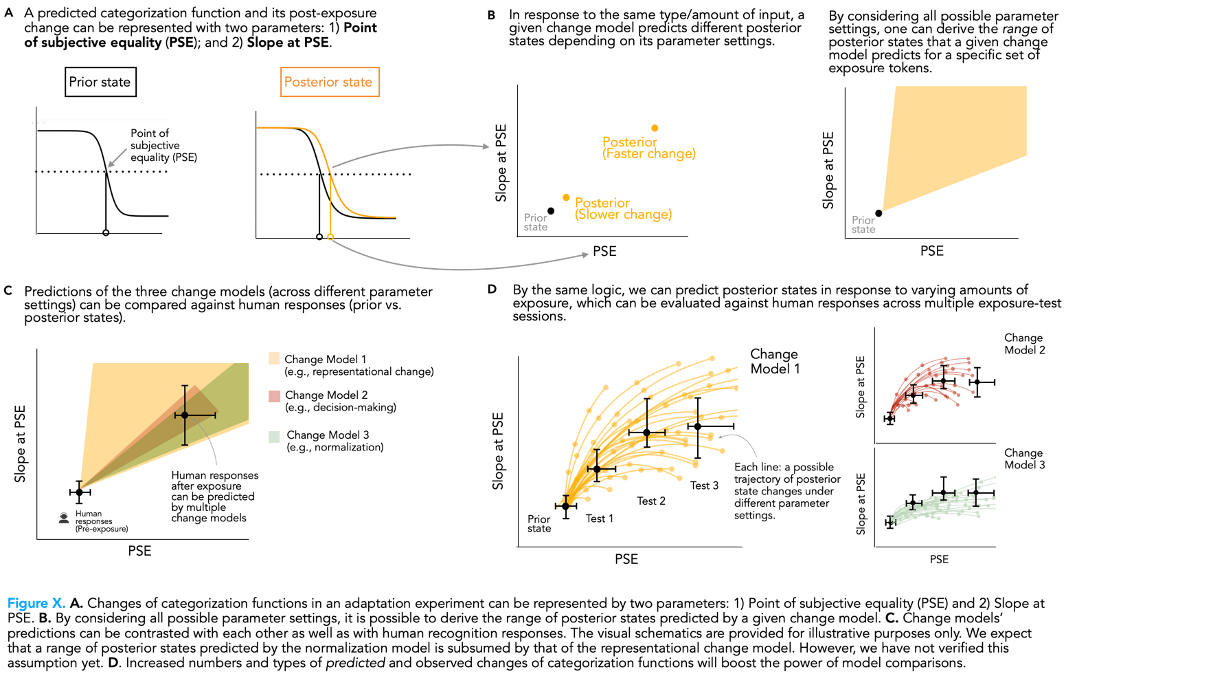 A A predicted categorization function and its post-exposure
change can be represented with two parameters: 1) Point
of subjective equality (PSE); and 2) Slope at PSE.
Prior state
Posterior state
Point of
subjective
equality (PSE)
B In response to the same type/amount of input, a
given change model predicts different posterior
states depending on its parameter settings.
Slope at PSE
Posterior
(Faster change)
Posterior
(Slower change)
Prior
state
PSE
By considering all possible parameter
settings, one can derive the range of
posterior states that a given change
model predicts for a specific set of
exposure tokens.
Slope at PSE
Prior
state
PSE
C Predictions of the three change models (across different parameter
settings) can be compared against human responses (prior vs.
posterior states).
Slope at PSE
Change Model 1
(e.g., representational change)
Change Model 2
(e.g., decision-making)
Change Model 3
(e.g., normalization)
Human responses
after exposure
can be predicted
by multiple
change models
Human
responses
(Pre-exposure)
PSE
D By the same logic, we can predict posterior states in response to varying amounts of
exposure, which can be evaluated against human responses across multiple exposure-test
sessions.
Slope at PSE
Change
Model 1
Prior
state
Test 1
Test 2
Test 3
Each line: a possible
trajectory of posterior
state changes under
different parameter
settings.
PSE
Change
Model 2
Slope at PSE
Change
Model 3
Slope at PSE
PSE
Figure X. A. Changes of categorization functions in an adaptation experiment can be represented by two parameters: 1) Point of subjective equality (PSE) and 2) Slope at
PSE. B. By considering all possible parameter settings, it is possible to derive the range of posterior states predicted by a given change model. C. Change models’
predictions can be contrasted with each other as well as with human recognition responses. The visual schematics are provided for illustrative purposes only. We expect
that a range of posterior states predicted by the normalization model is subsumed by that of the representational change model. However, we have not verified this
assumption yet. D. Increased numbers and types of predicted and observed changes of categorization functions will boost the power of model comparisons.